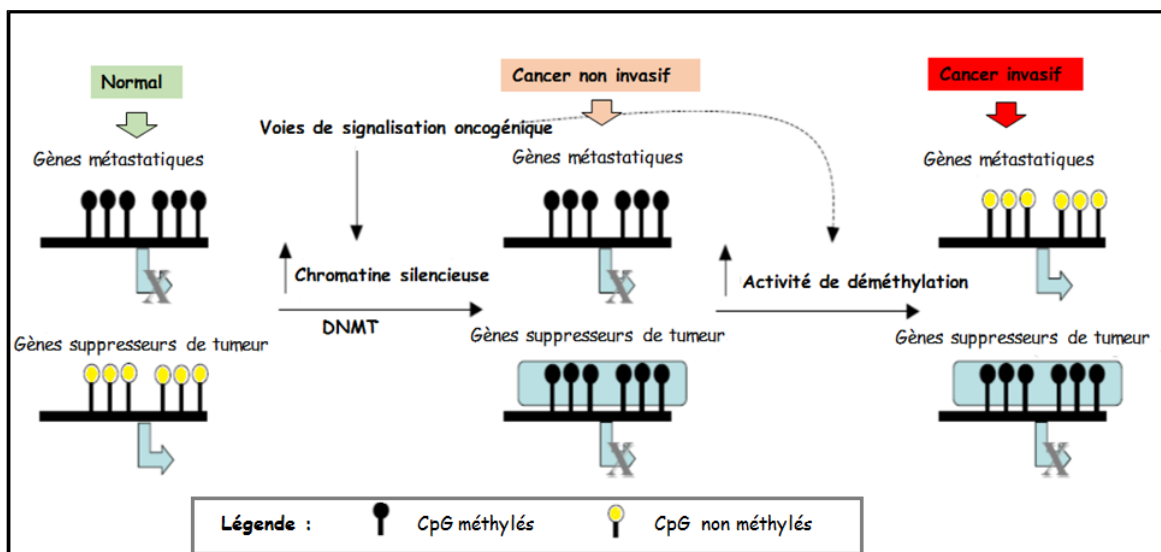 Normal
Cancer non invasif
Cancer invasif
Voies de signalisation oncogénique
Gènes métastatiques
Gènes métastatiques
Gènes métastatiques
X
X
Chromatine silencieuse
DNMT
Activité de déméthylation
Gènes suppresseurs de tumeur
Gènes suppresseurs de tumeur
Gènes suppresseurs de tumeur
X
X
Légende : CpG méthylés CpG non méthylés